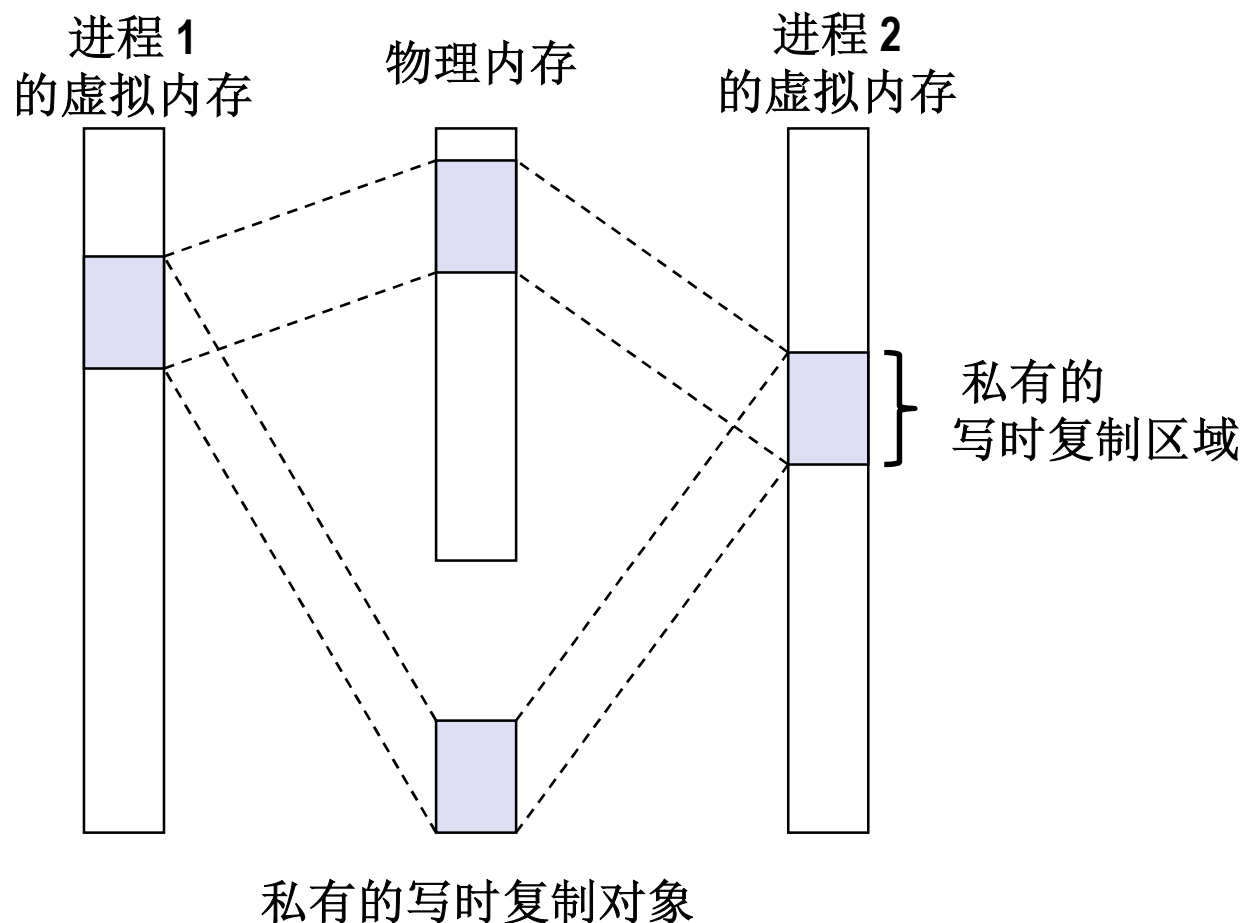 进程 1
的虚拟内存
物理内存
进程 2
的虚拟内存
私有的
写时复制区域
私有的写时复制对象